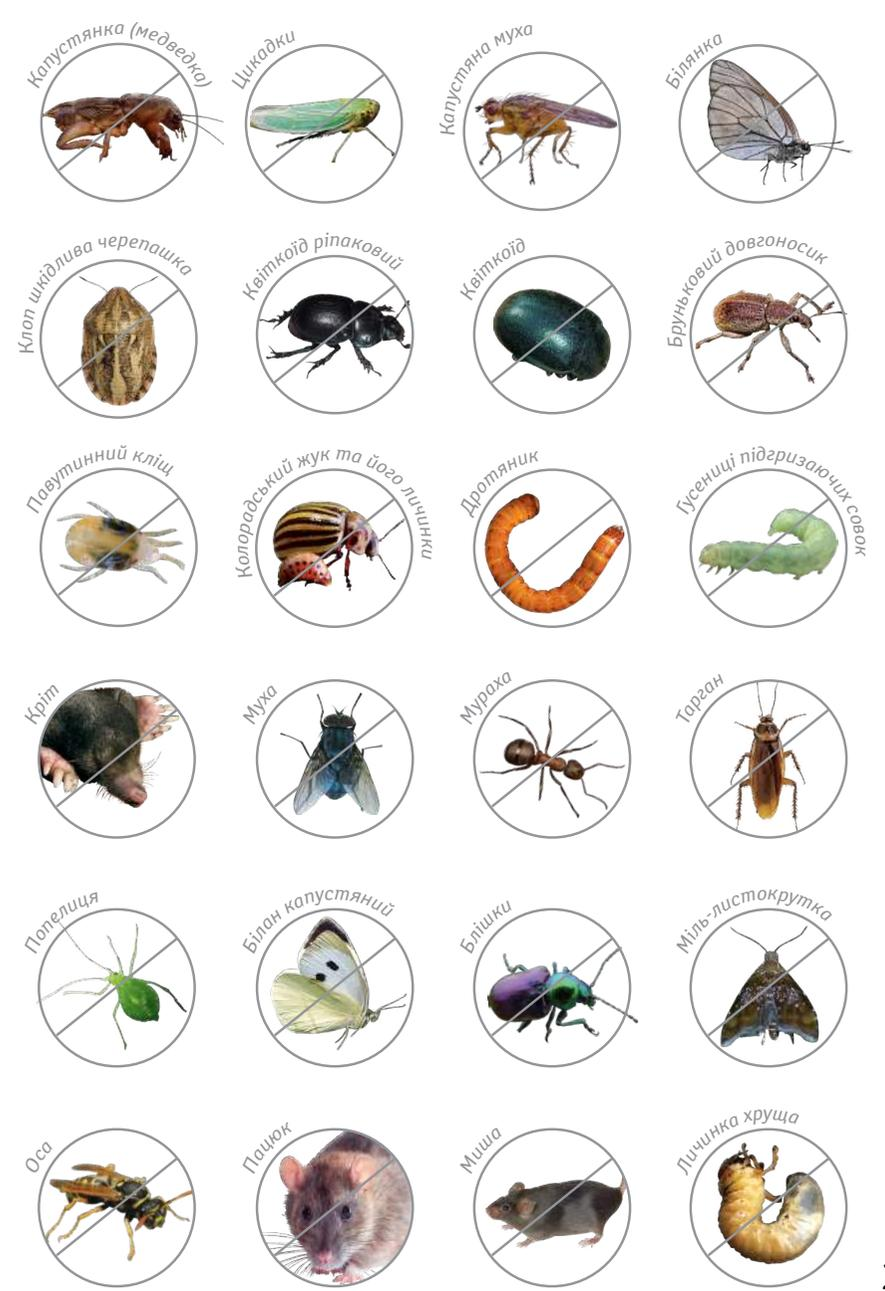 Капустянка (медведка)
Цикадки
Капустяна муха
Білянка
Клоп шкідлива черепашка
Квіткоїд ріпаковий
Квіткоїд
Бруньковий довгоносик
Павутинний кліщ
Колорадський жук та його личинки
Дротяник
Гусениці підгризаючих совок
Кріт
Муха
Мураха
Тарган
Попелиця
Білан капустяний
Блішки
Міль-листокрутка
Оса
Пацюк
Миша
Личинка хруща